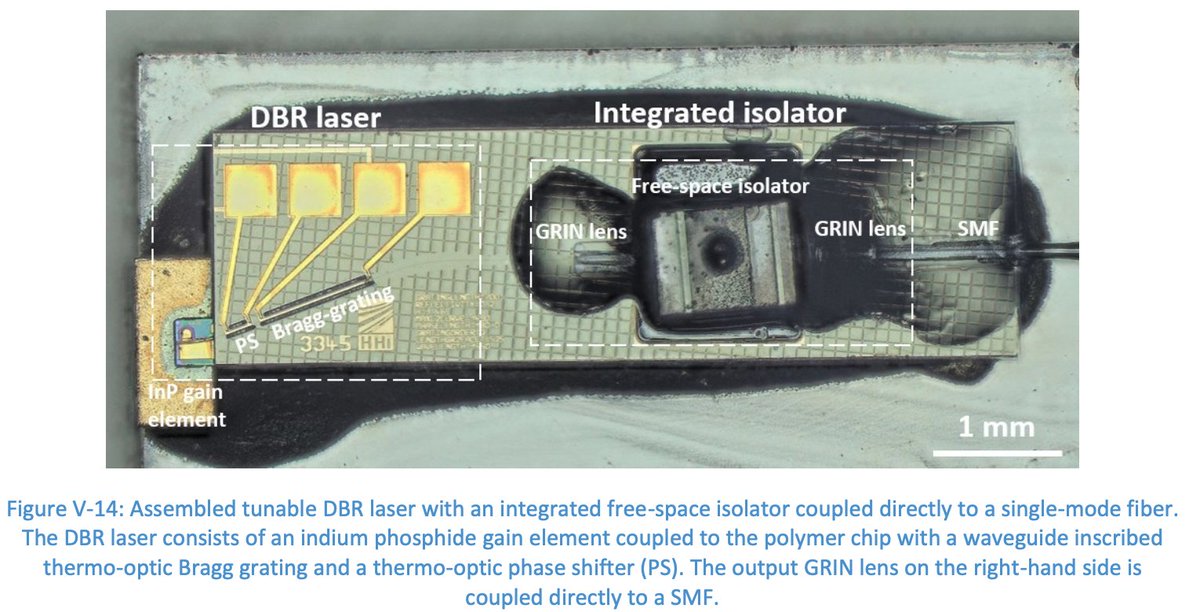 DBR laser
Integrated isolator
Free-space isolator
GRIN lens
GRIN lens
SMF
PS
Bragg-grating
3345 HHI
InP gain
element
1 mm
Figure V-14: Assembled tunable DBR laser with an integrated free-space isolator coupled directly to a single-mode fiber.
The DBR laser consists of an indium phosphide gain element coupled to the polymer chip with a waveguide inscribed
thermo-optic Bragg grating and a thermo-optic phase shifter (PS). The output GRIN lens on the right-hand side is
coupled directly to a SMF.